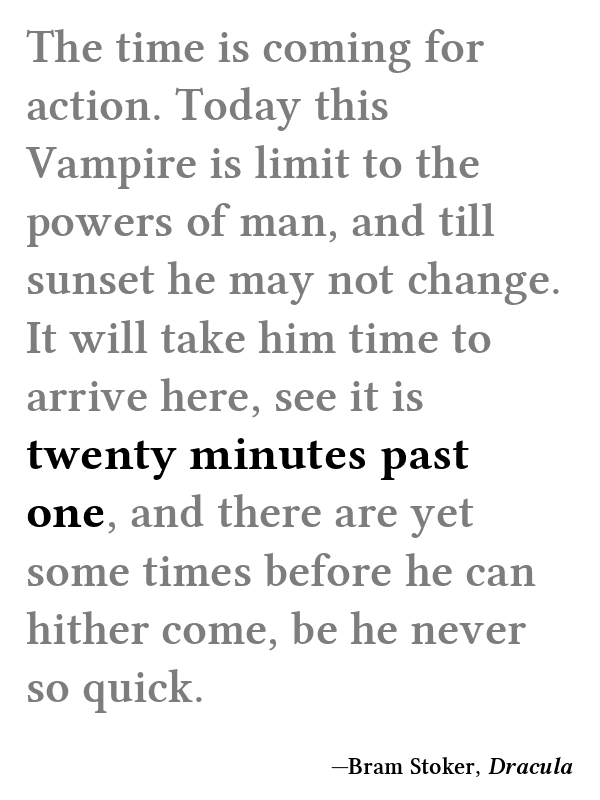 The time is coming for
action. Today this
Vampire is limit to the
powers of man, and till
sunset he may not change.
It will take him time to
arrive here, see it is
twenty minutes past
one, and there are yet
some times before he can
hither come, be he never
so quick.
—Bram Stoker, Dracula